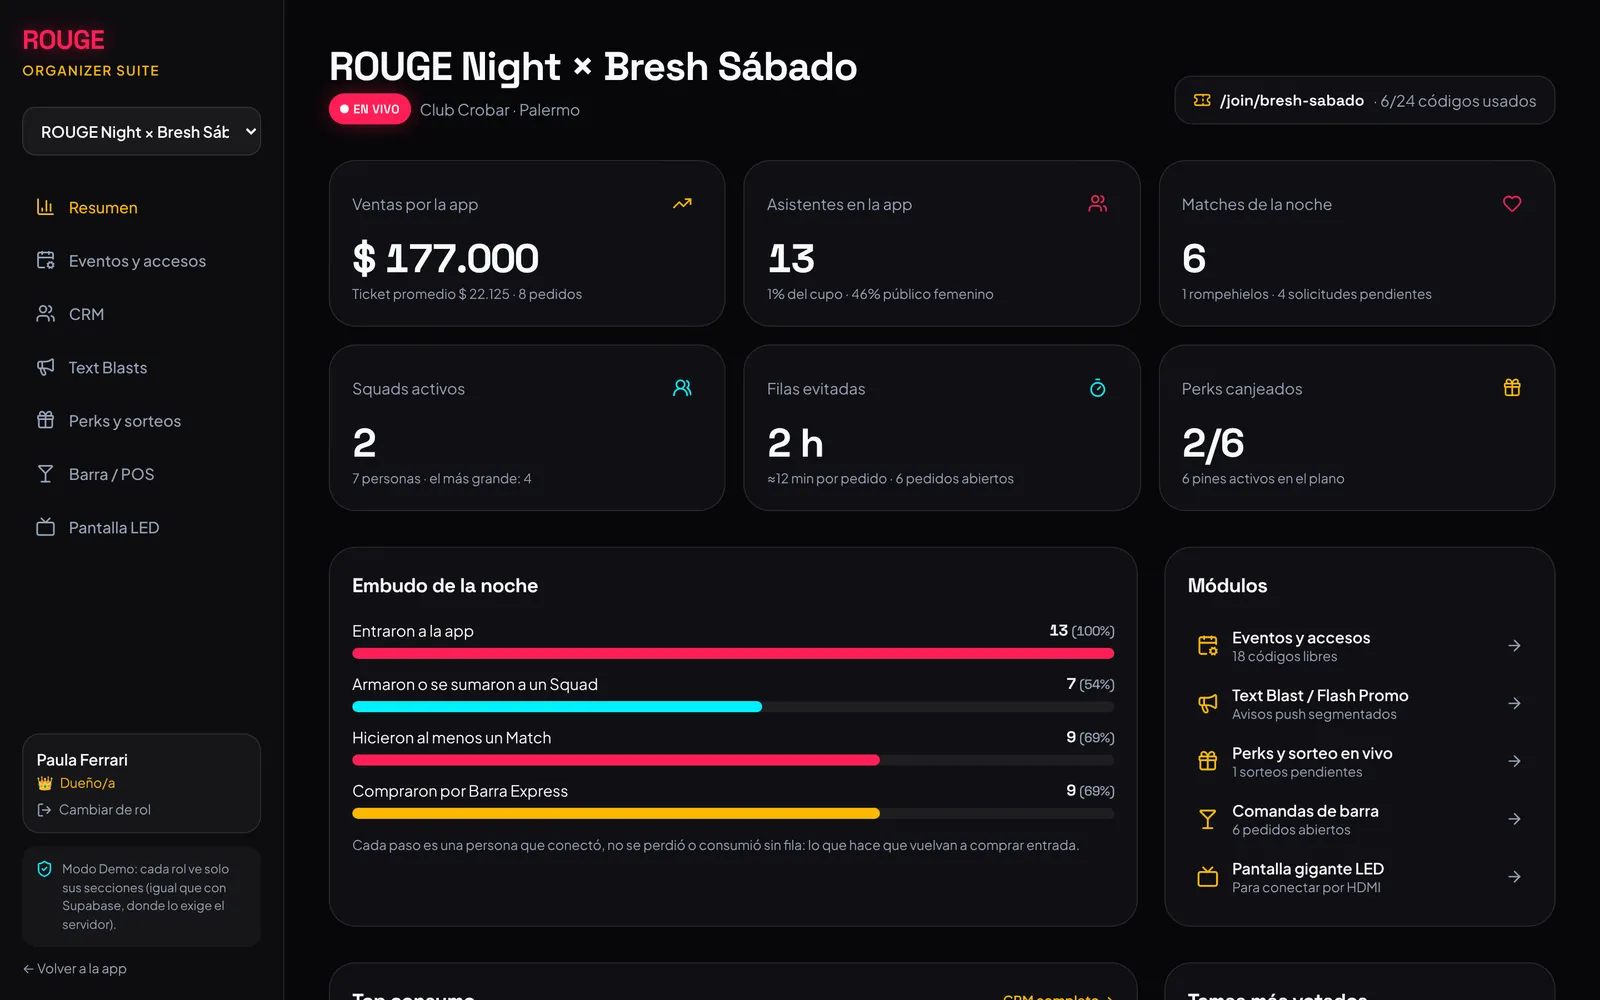 ROUGE
ORGANIZER SUITE
ROUGE Night × Bresh Sáb
Resumen
Eventos y accesos
CRM
Text Blasts
Perks y sorteos
Barra / POS
Pantalla LED
Paula Ferrari
Dueño/a
Cambiar de rol
Modo Demo: cada rol ve solo
sus secciones (igual que con
Supabase, donde lo exige el
servidor).
← Volver a la app
ROUGE Night × Bresh Sábado
EN VIVO
Club Crobar · Palermo
/join/bresh-sabado · 6/24 códigos usados
Ventas por la app
$ 177.000
Ticket promedio $ 22.125 · 8 pedidos
Asistentes en la app
13
1% del cupo · 46% público femenino
Matches de la noche
6
1 rompehielos · 4 solicitudes pendientes
Squads activos
2
7 personas · el más grande: 4
Filas evitadas
2 h
≈12 min por pedido · 6 pedidos abiertos
Perks canjeados
2/6
6 pines activos en el plano
Embudo de la noche
Entraron a la app
13 (100%)
Armaron o se sumaron a un Squad
7 (54%)
Hicieron al menos un Match
9 (69%)
Compraron por Barra Express
9 (69%)
Cada paso es una persona que conectó, no se perdió o consumió sin fila: lo que hace que vuelvan a comprar entrada.
Módulos
Eventos y accesos
18 códigos libres
Text Blast / Flash Promo
Avisos push segmentados
Perks y sorteo en vivo
1 sorteos pendientes
Comandas de barra
6 pedidos abiertos
Pantalla gigante LED
Para conectar por HDMI
Top consumo
CRM completo →
Temas más votados